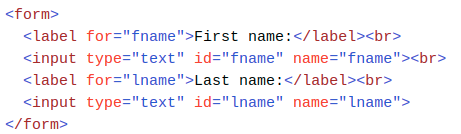 <form>
  <label for="fname">First name:</label><br>
  <input type="text" id="fname" name="fname"><br>
  <label for="lname">Last name:</label><br>
  <input type="text" id="lname" name="lname">
</form>